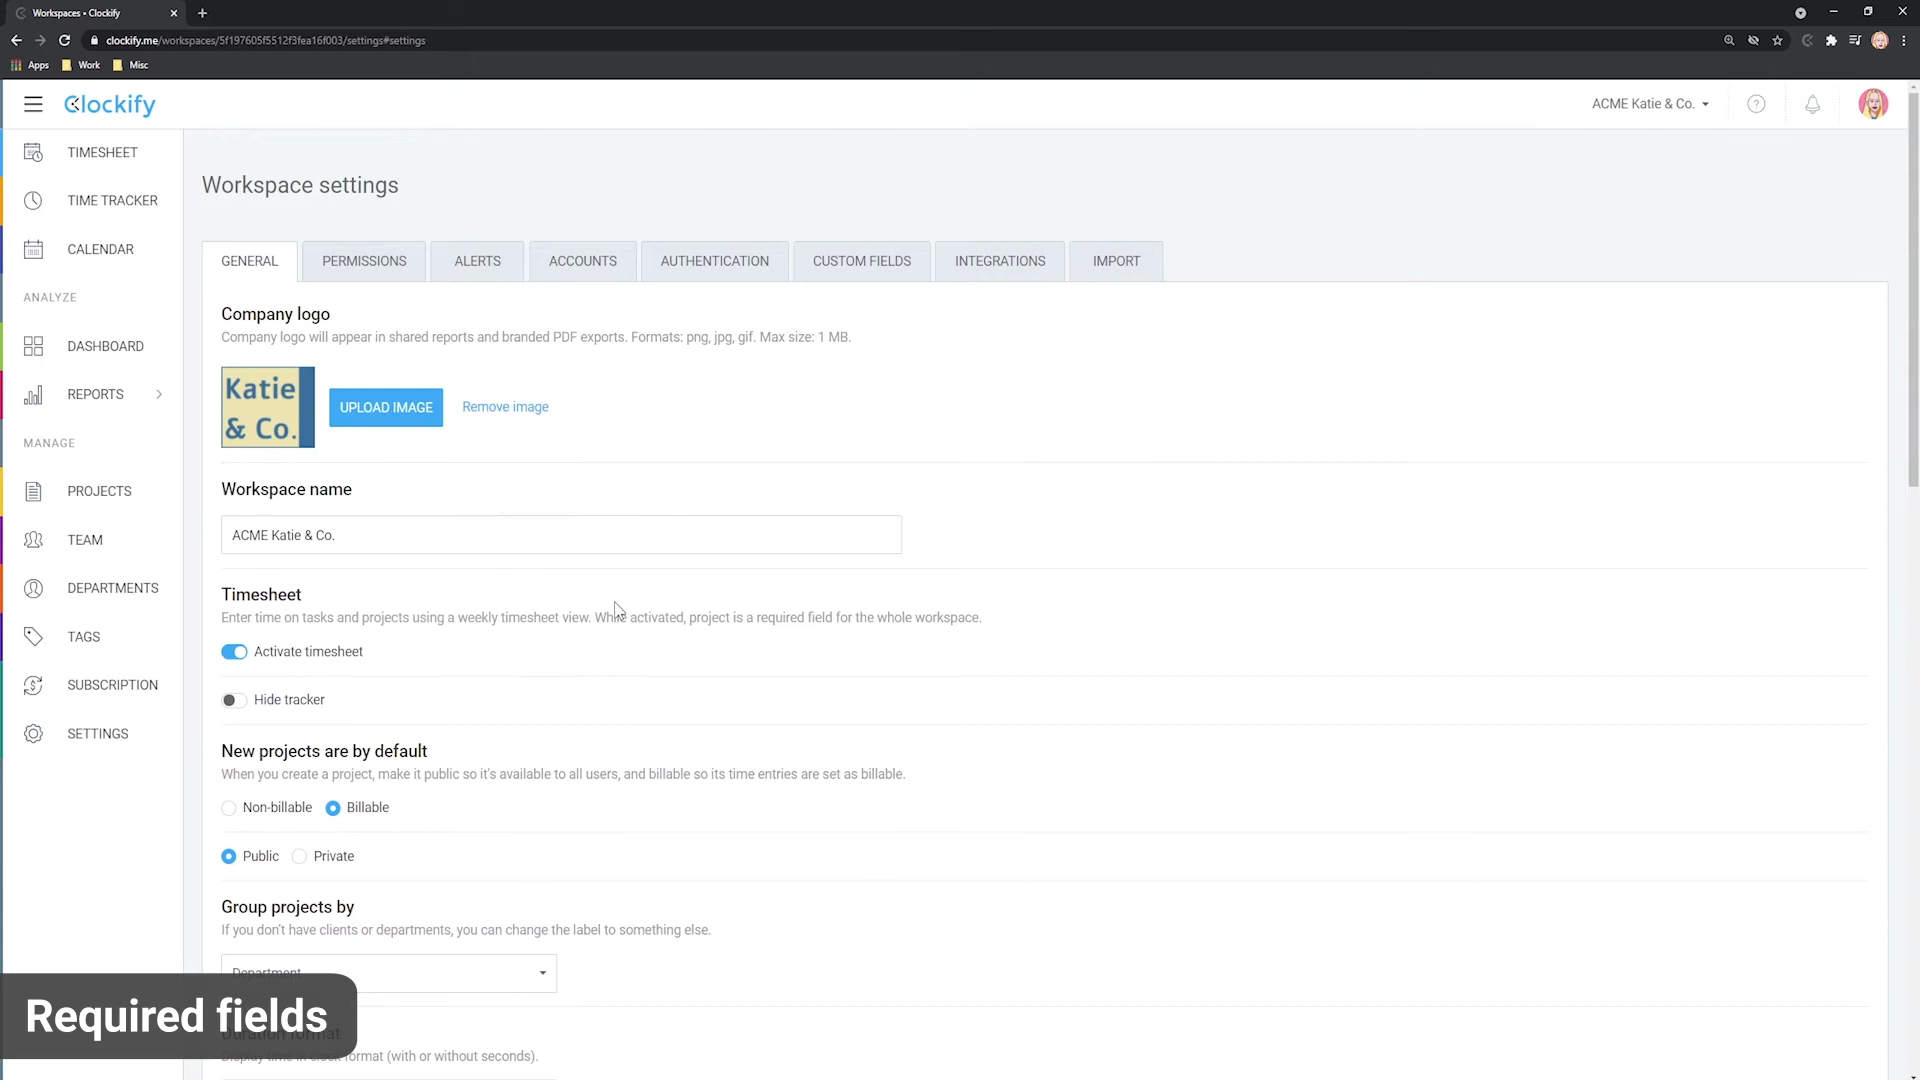 Workspaces • Clockify
clockify.me/workspaces/5f197605f5512f3fea16f003/settings#settings
Apps
Work
Misc
Clockify
ACME Katie & Co.
TIMESHEET
TIME TRACKER
CALENDAR
ANALYZE
DASHBOARD
REPORTS
MANAGE
PROJECTS
TEAM
DEPARTMENTS
TAGS
SUBSCRIPTION
SETTINGS
Workspace settings
GENERAL
PERMISSIONS
ALERTS
ACCOUNTS
AUTHENTICATION
CUSTOM FIELDS
INTEGRATIONS
IMPORT
Company logo
Company logo will appear in shared reports and branded PDF exports. Formats: png, jpg, gif. Max size: 1 MB.
Katie
& Co.
UPLOAD IMAGE
Remove image
Workspace name
ACME Katie & Co.
Timesheet
Enter time on tasks and projects using a weekly timesheet view. While activated, project is a required field for the whole workspace.
Activate timesheet
Hide tracker
New projects are by default
When you create a project, make it public so it's available to all users, and billable so its time entries are set as billable.
Non-billable
Billable
Public
Private
Group projects by
If you don't have clients or departments, you can change the label to something else.
Department
Required fields
Duration format
Display time in clock format (with or without seconds).